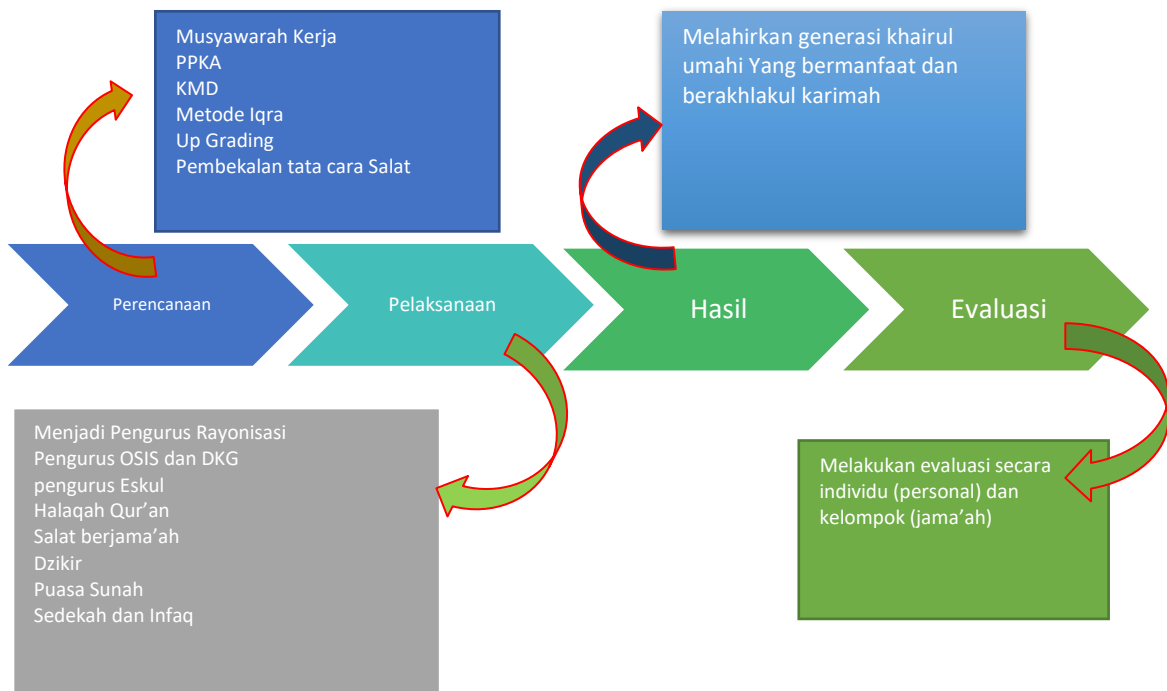 Musyawarah Kerja
PPKA
KMD
Metode Iqra
Up Grading
Pembekalan tata cara Salat
Melahirkan generasi khairul
umahi Yang bermanfaat dan
berakhlakul karimah
Perencanaan
Pelaksanaan
Hasil
Evaluasi
Menjadi Pengurus Rayonisasi
Pengurus OSIS dan DKG
pengurus Eskul
Halaqah Qur’an
Salat berjama’ah
Dzikir
Puasa Sunah
Sedekah dan Infaq
Melakukan evaluasi secara
individu (personal) dan
kelompok (jama’ah)